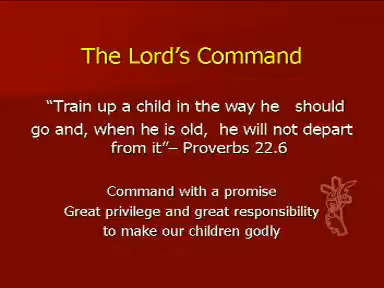 The Lord's Command
“Train up a child in the way he should
go and, when he is old, he will not depart
from it”– Proverbs 22.6
Command with a promise
Great privilege and great responsibility
to make our children godly